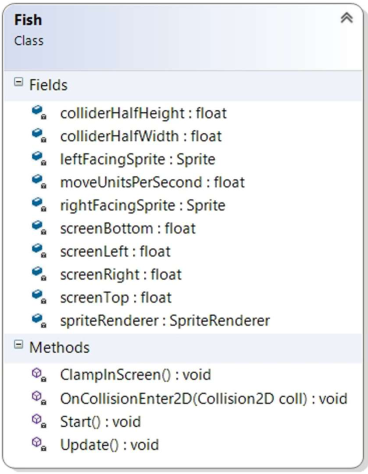 Fish
Class
Fields
colliderHalfHeight : float
colliderHalfWidth : float
leftFacingSprite : Sprite
moveUnitsPerSecond : float
rightFacingSprite : Sprite
screenBottom : float
screenLeft : float
screenRight : float
screenTop : float
spriteRenderer : SpriteRenderer
Methods
ClampInScreen() : void
OnCollisionEnter2D(Collision2D coll) : void
Start() : void
Update() : void